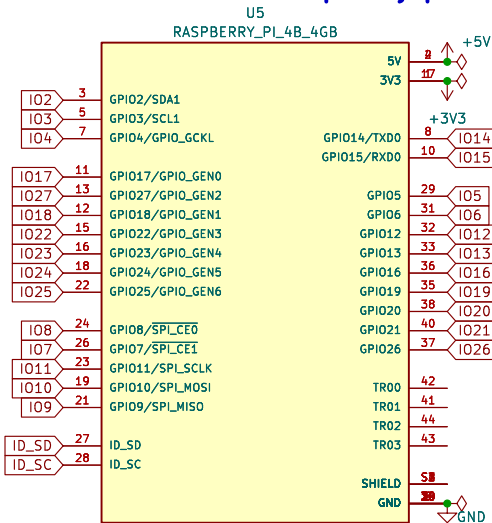 U5
RASPBERRY_PI_4B_4GB
5V +5V
3V3 +3V3
IO2 3 GPIO2/SDA1
IO3 5 GPIO3/SCL1
IO4 7 GPIO4/GPIO_GCKL
GPIO14/TXD0 8 IO14
GPIO15/RXD0 10 IO15
IO17 11 GPIO17/GPIO_GEN0
IO27 13 GPIO27/GPIO_GEN2
IO18 12 GPIO18/GPIO_GEN1
IO22 15 GPIO22/GPIO_GEN3
IO23 16 GPIO23/GPIO_GEN4
IO24 18 GPIO24/GPIO_GEN5
IO25 22 GPIO25/GPIO_GEN6
GPIO5 29 IO5
GPIO6 31 IO6
GPIO12 32 IO12
GPIO13 33 IO13
GPIO16 36 IO16
GPIO19 35 IO19
GPIO20 38 IO20
GPIO21 40 IO21
GPIO26 37 IO26
IO8 24 GPIO8/SPI_CE0
IO7 26 GPIO7/SPI_CE1
IO11 23 GPIO11/SPI_SCLK
IO10 19 GPIO10/SPI_MOSI
IO9 21 GPIO9/SPI_MISO
TR00 42
TR01 41
TR02 44
TR03 43
ID_SD 27 ID_SD
ID_SC 28 ID_SC
SHIELD
GND GND